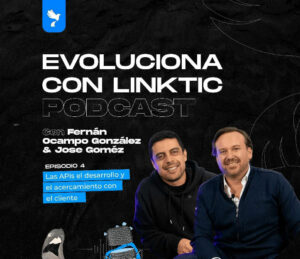 EVOLUCIONA
CON LINKTIC
PODCAST
Con Fernán
Ocampo González
& Jose Goméz
EPISODIO 4
Las APIs el desarrollo y
el acercamiento con
el cliente